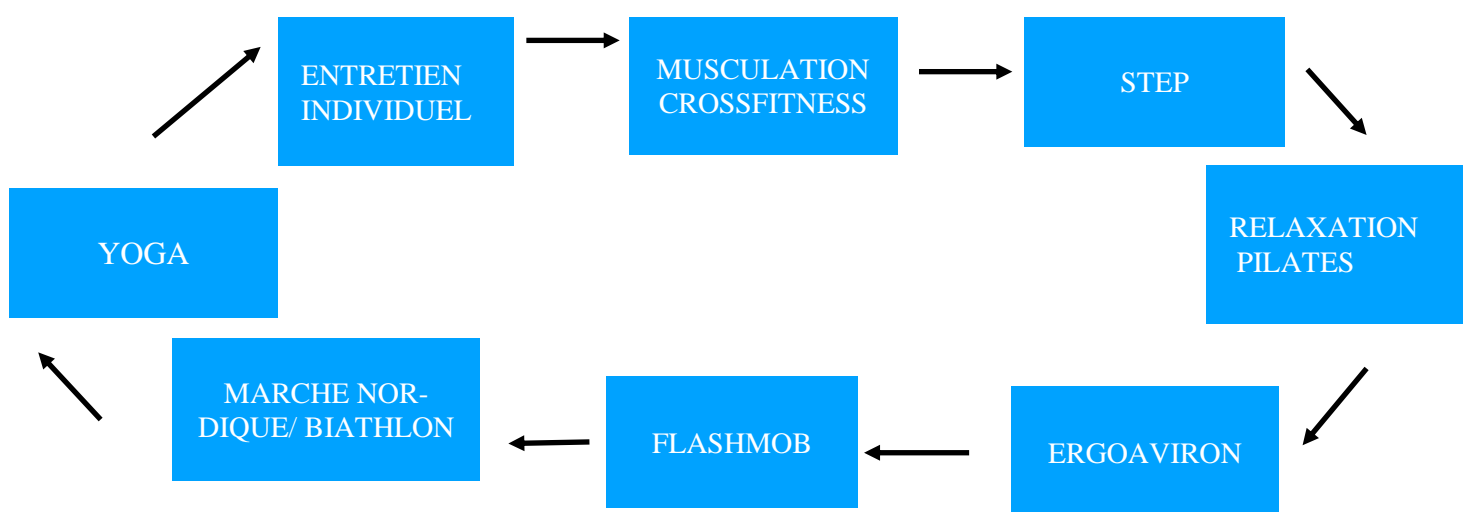 ENTRETIEN
INDIVIDUEL
MUSCULATION
CROSSFITNESS
STEP
RELAXATION
PILATES
ERGOAVIRON
FLASHMOB
MARCHE NOR-
DIQUE/ BIATHLON
YOGA